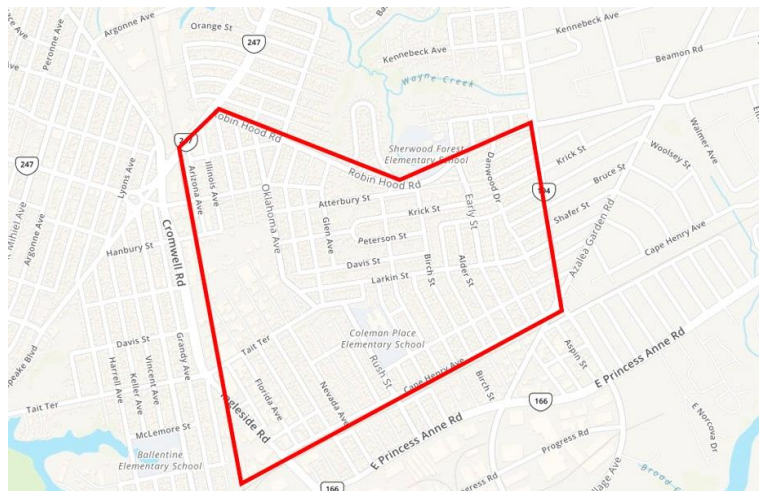 Argonne Ave
Orange St
247
Peronne Ave
Kennebeck Ave
Kennebeck Ave
Beamon Rd
Wayne Creek
Robin Hood Rd
Sherwood Forest
Elementary School
Walmer Ave
Woolsey St
Krick St
247
Lyons Ave
Arizona Ave
Illinois Ave
Robin Hood Rd
Danwood Dr
Bruce St
Atterbury St
Oklahoma Ave
Krick St
Early St
Shafer St
Glen Ave
Argonne Ave
Cromwell Rd
Peterson St
Azalea Garden Rd
Cape Henry Ave
Hanbury St
Davis St
Birch St
Alder St
Larkin St
Coleman Place
Elementary School
Davis St
Grandy Ave
Tait Ter
Rush St
Cape Henry Ave
Aspin St
E Princess Anne Rd
Harrell Ave
Keller Ave
Vincent Ave
Florida Ave
Nevada Ave
Birch St
166
Tait Ter
Ingleside Rd
McLemore St
E Princess Anne Rd
E Norcova Dr
Ballentine
Elementary School
Progress Rd
166